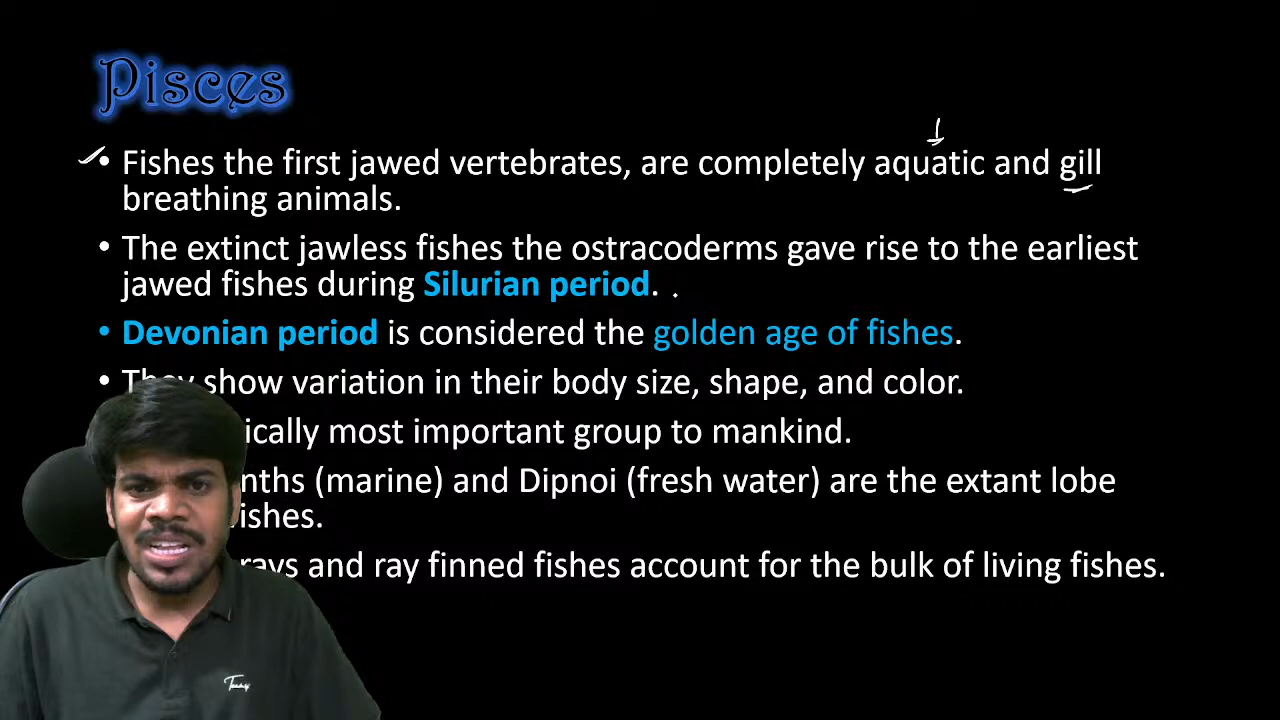 Pisces
• Fishes the first jawed vertebrates, are completely aquatic and gill
breathing animals.
• The extinct jawless fishes the ostracoderms gave rise to the earliest
jawed fishes during Silurian period.
• Devonian period is considered the golden age of fishes.
• They show variation in their body size, shape, and color.
ically most important group to mankind.
nths (marine) and Dipnoi (fresh water) are the extant lobe
ishes.
rays and ray finned fishes account for the bulk of living fishes.